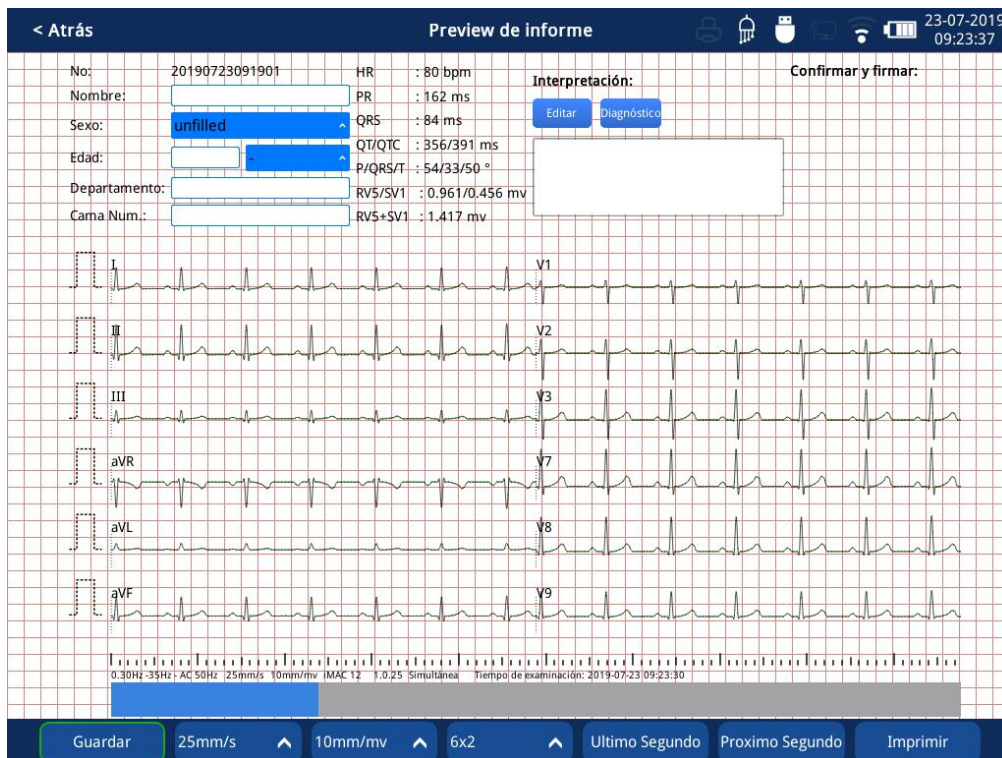 < Atrás
Preview de informe
23-07-2019
09:23:37
No: 20190723091901
Nombre:
Sexo: unfilled
Edad: -
Departamento:
Cama Num.:
HR : 80 bpm
PR : 162 ms
QRS : 84 ms
QT/QTC : 356/391 ms
P/QRS/T : 54/33/50 °
RV5/SV1 : 0.961/0.456 mv
RV5+SV1 : 1.417 mv
Interpretación:
Editar Diagnóstico
Confirmar y firmar:
I
II
III
aVR
aVL
aVF
V1
V2
V3
V7
V8
V9
0.30Hz -35Hz - AC 50Hz 25mm/s 10mm/mv iMAC 12 1.0.25 Simultánea Tiempo de examinación: 2019-07-23 09:23:30
Guardar 25mm/s 10mm/mv 6x2 Ultimo Segundo Proximo Segundo Imprimir